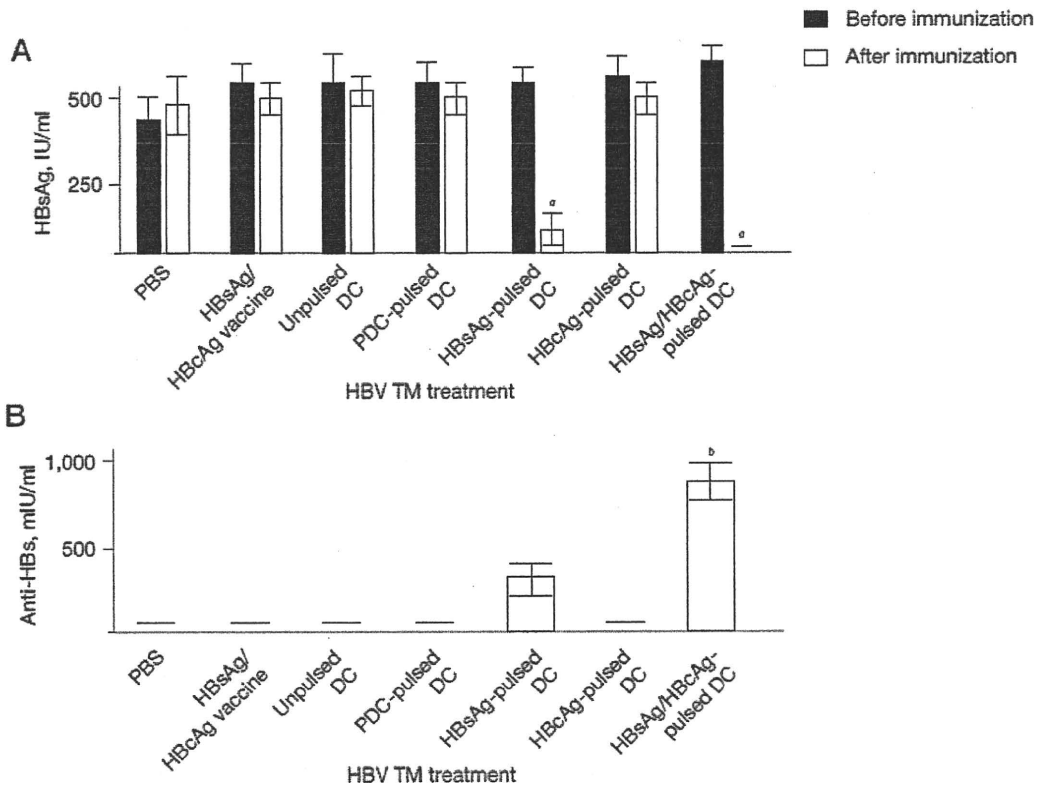 Before immunization
After immunization
A
HBsAg, IU/ml
500
250
a
a
PBS
HBsAg/
HBcAg vaccine
Unpulsed
DC
PDC-pulsed
DC
HBsAg-pulsed
DC
HBcAg-pulsed
DC
HBsAg/HBcAg-
pulsed DC
HBV TM treatment
B
Anti-HBs, mIU/ml
1,000
500
b
PBS
HBsAg/
HBcAg vaccine
Unpulsed
DC
PDC-pulsed
DC
HBsAg-pulsed
DC
HBcAg-pulsed
DC
HBsAg/HBcAg-
pulsed DC
HBV TM treatment